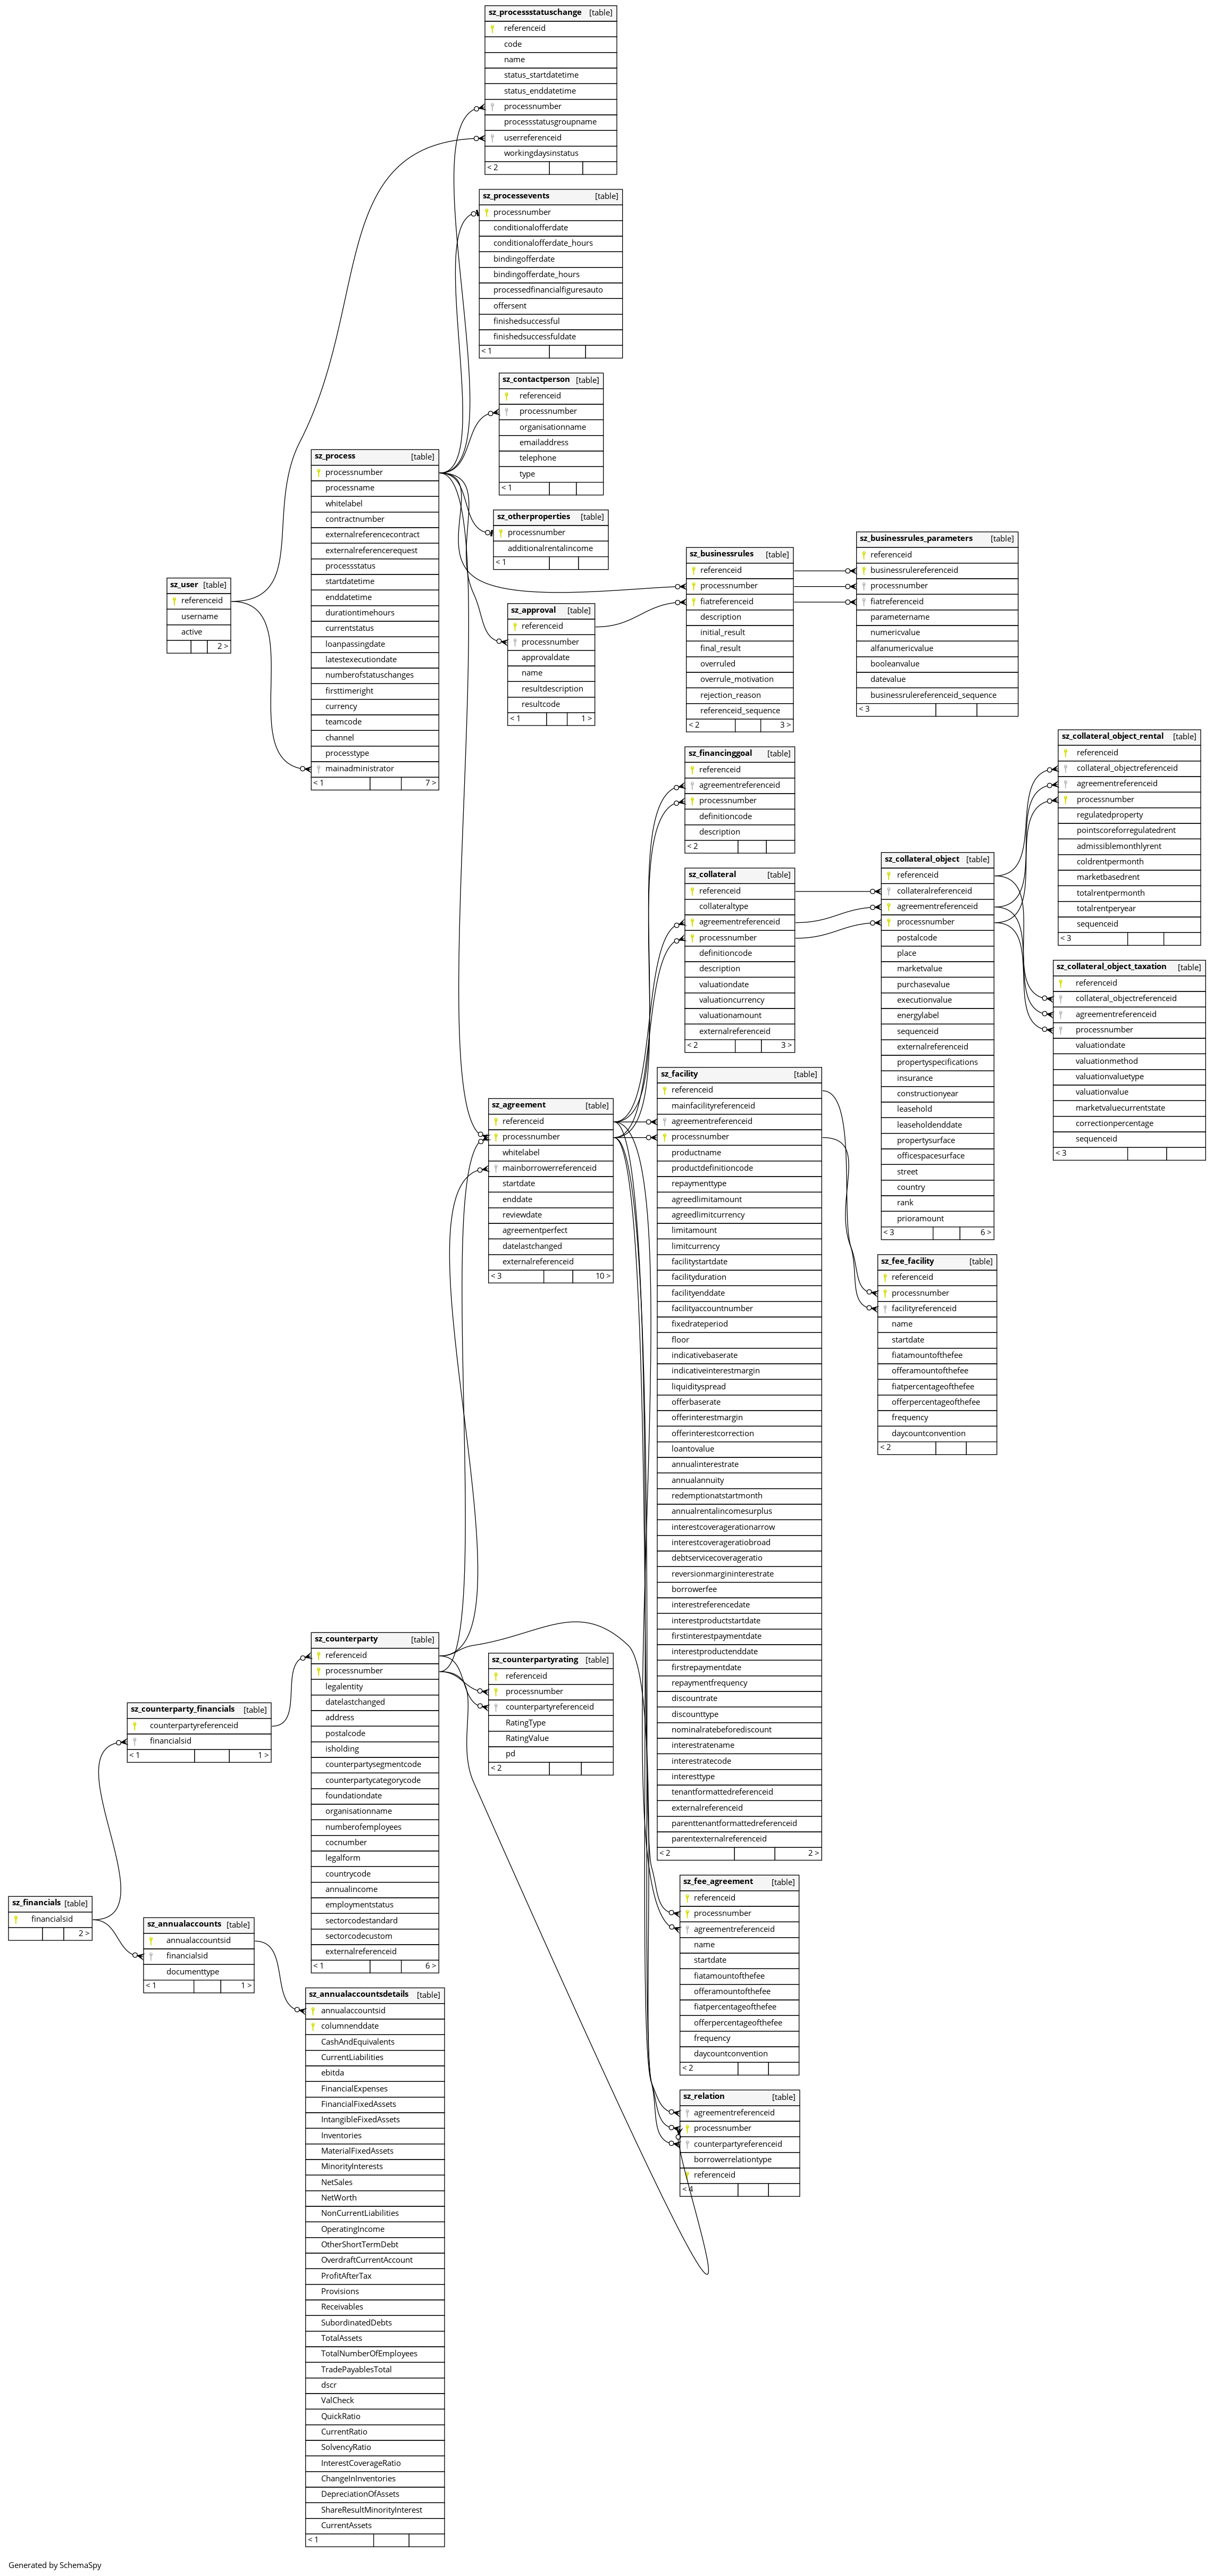 sz_processstatuschange [table]
referenceid
code
name
status_startdatetime
status_enddatetime
processnumber
processstatusgroupname
userreferenceid
workingdaysinstatus
< 2
sz_processevents [table]
processnumber
conditionalofferdate
conditionalofferdate_hours
bindingofferdate
bindingofferdate_hours
processedfinancialfiguresauto
offersent
finishedsuccessful
finishedsuccessfuldate
< 1
sz_contactperson [table]
referenceid
processnumber
organisationname
emailaddress
telephone
type
< 1
sz_process [table]
processnumber
processname
whitelabel
contractnumber
externalreferencecontract
externalreferencerequest
processstatus
startdatetime
enddatetime
durationtimehours
currentstatus
loanpassingdate
latestexecutiondate
numberofstatuschanges
firsttimeright
currency
teamcode
channel
processtype
mainadministrator
< 1 7 >
sz_otherproperties [table]
processnumber
additionalrentalincome
< 1
sz_user [table]
referenceid
username
active
2 >
sz_approval [table]
referenceid
processnumber
approvaldate
name
resultdescription
resultcode
< 1 1 >
sz_businessrules [table]
referenceid
processnumber
fiatreferenceid
description
initial_result
final_result
overruled
overrule_motivation
rejection_reason
referenceid_sequence
< 2 3 >
sz_businessrules_parameters [table]
referenceid
businessrulereferenceid
processnumber
fiatreferenceid
parametername
numericvalue
alfanumericvalue
booleanvalue
datevalue
businessrulereferenceid_sequence
< 3
sz_financinggoal [table]
referenceid
agreementreferenceid
processnumber
definitioncode
description
< 2
sz_collateral [table]
referenceid
collateraltype
agreementreferenceid
processnumber
definitioncode
description
valuationdate
valuationcurrency
valuationamount
externalreferenceid
< 2 3 >
sz_collateral_object [table]
referenceid
collateralreferenceid
agreementreferenceid
processnumber
postalcode
place
marketvalue
purchasevalue
executionvalue
energylabel
sequenceid
externalreferenceid
propertyspecifications
insurance
constructionyear
leasehold
leaseholdenddate
propertysurface
officespacesurface
street
country
rank
prioramount
< 3 6 >
sz_collateral_object_rental [table]
referenceid
collateral_objectreferenceid
agreementreferenceid
processnumber
regulatedproperty
pointscoreforregulatedrent
admissiblemonthlyrent
coldrentpermonth
marketbasedrent
totalrentpermonth
totalrentperyear
sequenceid
< 3
sz_collateral_object_taxation [table]
referenceid
collateral_objectreferenceid
agreementreferenceid
processnumber
valuationdate
valuationmethod
valuationvaluetype
valuationvalue
marketvaluecurrentstate
correctionpercentage
sequenceid
< 3
sz_agreement [table]
referenceid
processnumber
whitelabel
mainborrowerreferenceid
startdate
enddate
reviewdate
agreementperfect
datelastchanged
externalreferenceid
< 3 10 >
sz_facility [table]
referenceid
mainfacilityreferenceid
agreementreferenceid
processnumber
productname
productdefinitioncode
repaymenttype
agreedlimitamount
agreedlimitcurrency
limitamount
limitcurrency
facilitystartdate
facilityduration
facilityenddate
facilityaccountnumber
fixedrateperiod
floor
indicativebaserate
indicativeinterestmargin
liquidityspread
offerbaserate
offerinterestmargin
offerinterestcorrection
loantovalue
annualinterestrate
annualannuity
redemptionatstartmonth
annualrentalincomesurplus
interestcoveragerationarrow
interestcoverageratiobroad
debtservicecoverageratio
reversionmargininterestrate
borrowerfee
interestreferencedate
interestproductstartdate
firstinterestpaymentdate
interestproductenddate
firstrepaymentdate
repaymentfrequency
discountrate
discounttype
nominalratebeforediscount
interestratename
interestratecode
interesttype
tenantformattedreferenceid
externalreferenceid
parenttenantformattedreferenceid
parentexternalreferenceid
< 2 2 >
sz_fee_facility [table]
referenceid
processnumber
facilityreferenceid
name
startdate
fiatamountofthefee
offeramountofthefee
fiatpercentageofthefee
offerpercentageofthefee
frequency
daycountconvention
< 2
sz_counterparty [table]
referenceid
processnumber
legalentity
datelastchanged
address
postalcode
isholding
counterpartysegmentcode
counterpartycategorycode
foundationdate
organisationname
numberofemployees
cocnumber
legalform
countrycode
annualincome
employmentstatus
sectorcodestandard
sectorcodecustom
externalreferenceid
< 1 6 >
sz_counterpartyrating [table]
referenceid
processnumber
counterpartyreferenceid
RatingType
RatingValue
pd
< 2
sz_counterparty_financials [table]
counterpartyreferenceid
financialsid
< 1 1 >
sz_financials [table]
financialsid
2 >
sz_annualaccounts [table]
annualaccountsid
financialsid
documenttype
< 1 1 >
sz_fee_agreement [table]
referenceid
processnumber
agreementreferenceid
name
startdate
fiatamountofthefee
offeramountofthefee
fiatpercentageofthefee
offerpercentageofthefee
frequency
daycountconvention
< 2
sz_annualaccountsdetails [table]
annualaccountsid
columnenddate
CashAndEquivalents
CurrentLiabilities
ebitda
FinancialExpenses
FinancialFixedAssets
IntangibleFixedAssets
Inventories
MaterialFixedAssets
MinorityInterests
NetSales
NetWorth
NonCurrentLiabilities
OperatingIncome
OtherShortTermDebt
OverdraftCurrentAccount
ProfitAfterTax
Provisions
Receivables
SubordinatedDebts
TotalAssets
TotalNumberOfEmployees
TradePayablesTotal
dscr
ValCheck
QuickRatio
CurrentRatio
SolvencyRatio
InterestCoverageRatio
ChangeInInventories
DepreciationOfAssets
ShareResultMinorityInterest
CurrentAssets
< 1
sz_relation [table]
agreementreferenceid
processnumber
counterpartyreferenceid
borrowerrelationtype
referenceid
< 4
Generated by SchemaSpy